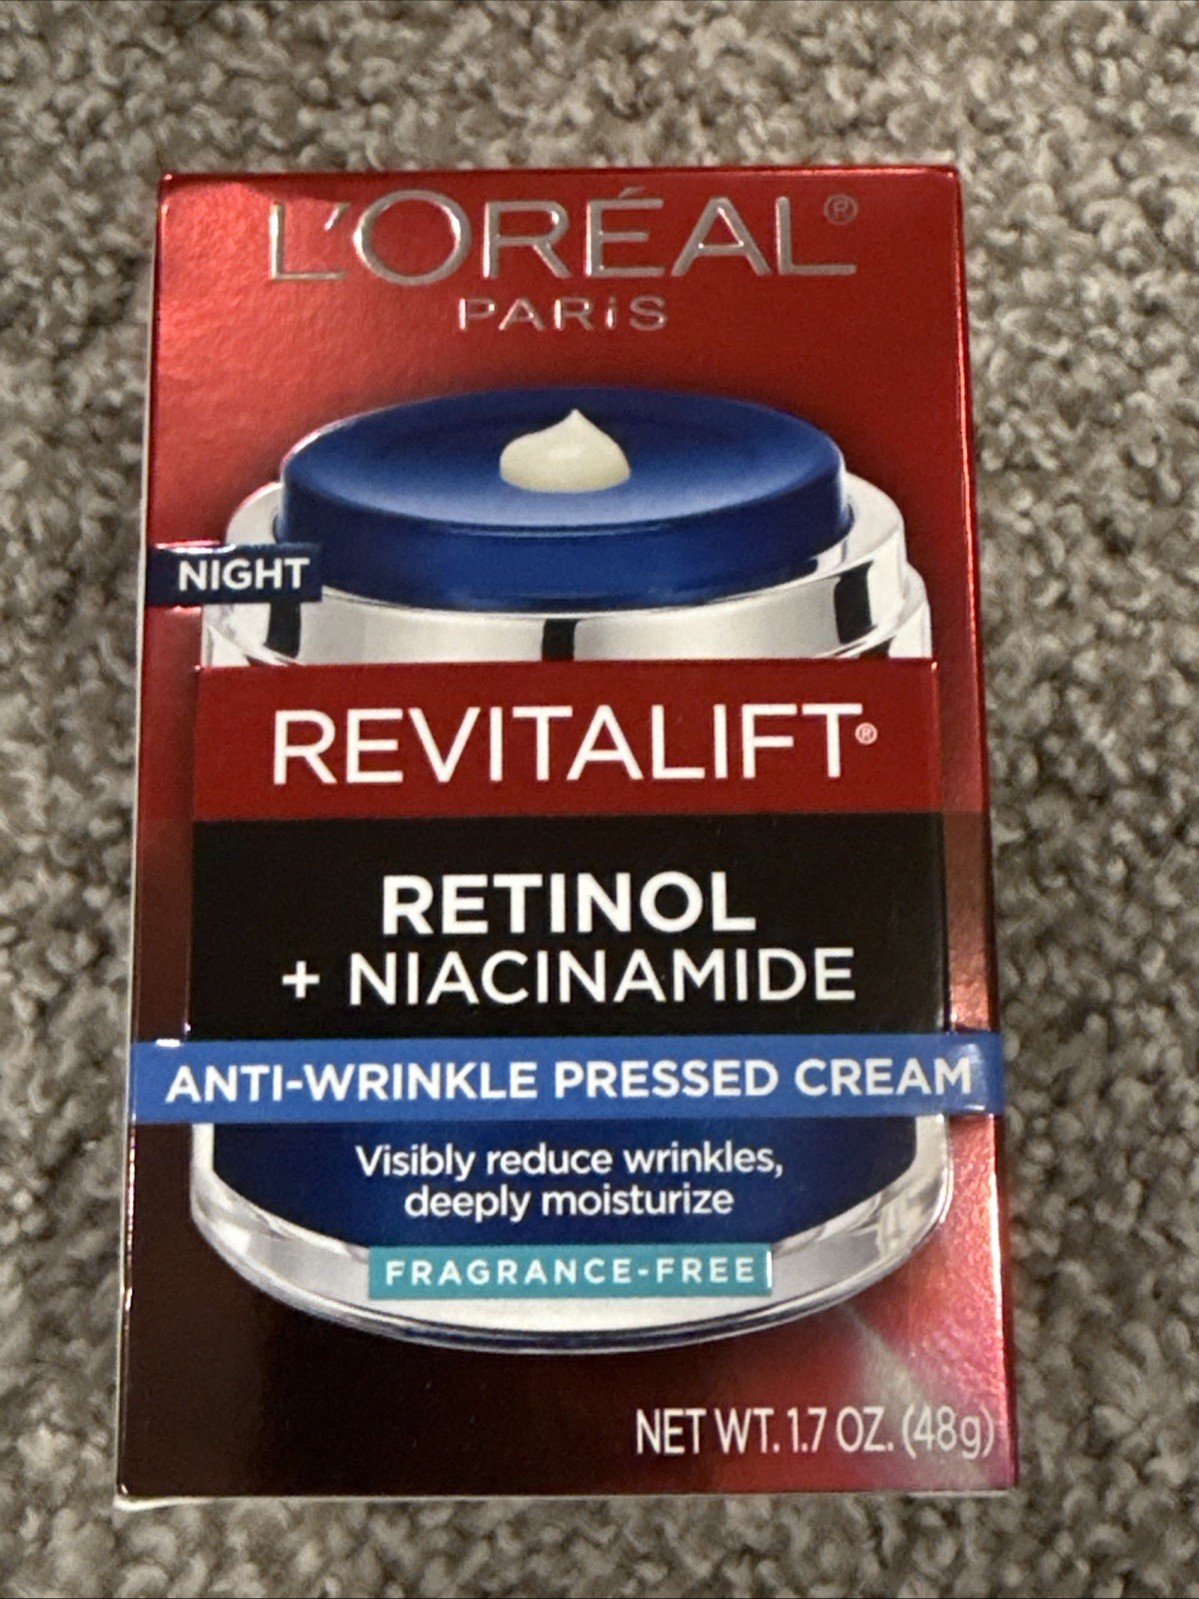 L'ORÉAL®
PARiS
NIGHT
REVITALIFT®
RETINOL
+ NIACINAMIDE
ANTI-WRINKLE PRESSED CREAM
Visibly reduce wrinkles,
deeply moisturize
FRAGRANCE-FREE
NET WT. 1.7 OZ. (48g)